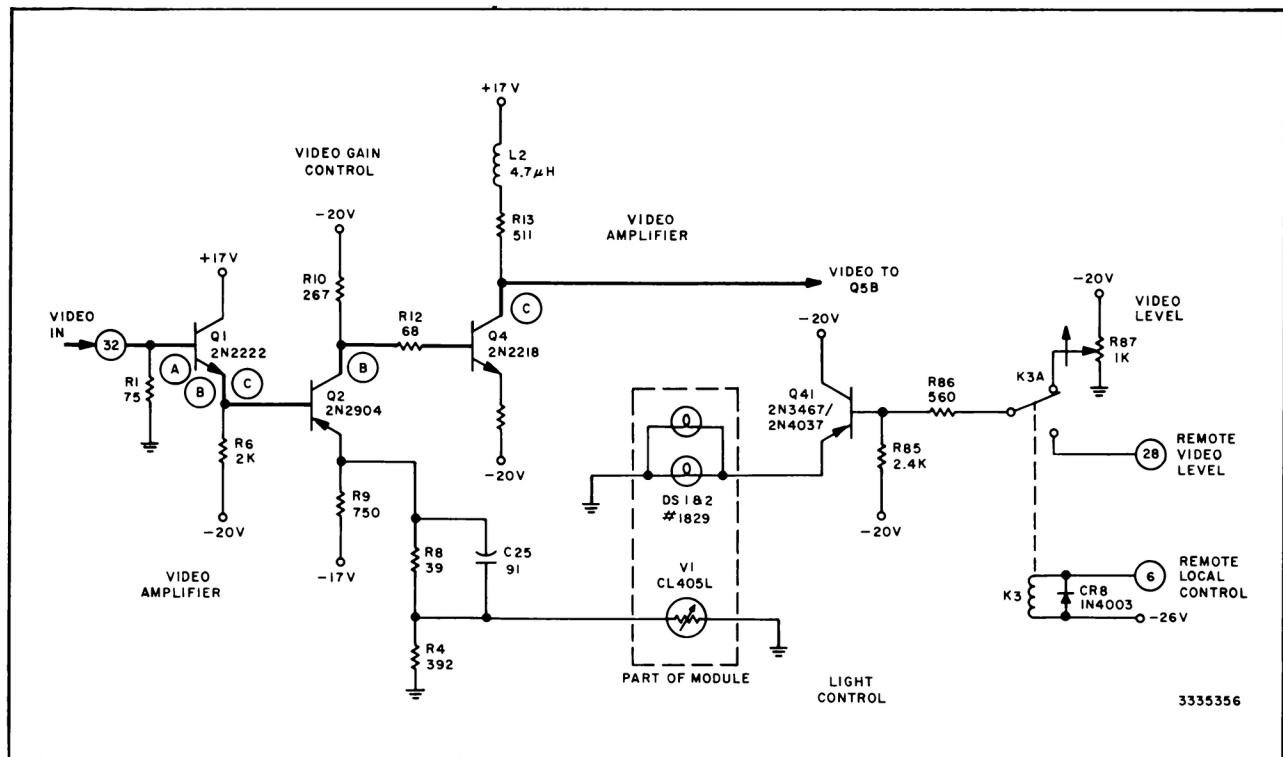 +17V
L2
4.7µH
VIDEO GAIN
CONTROL
R13
511
VIDEO
AMPLIFIER
-20V
+17V
R10
267
VIDEO TO
Q5B
-20V
VIDEO
LEVEL
VIDEO
IN
32
Q1
2N2222
R12
68
C
Q4
2N2218
-20V
R87
1K
A
R1
75
B
C
B
K3A
Q2
2N2904
Q41
2N3467/
2N4037
R86
560
R6
2K
-20V
R85
2.4K
28
REMOTE
VIDEO
LEVEL
R9
750
DS 1 & 2
#1829
-20V
-20V
R8
39
C25
91
-17V
V1
CL405L
VIDEO
AMPLIFIER
K3
CR8
1N4003
6
REMOTE
LOCAL
CONTROL
-26V
R4
392
PART OF MODULE
LIGHT
CONTROL
3335356